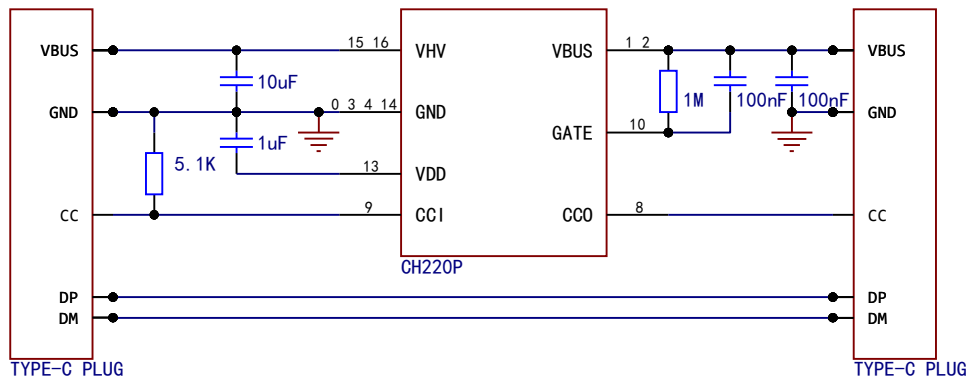 VBUS 15 16 VHV VBUS 1 2 VBUS
10uF 1M 100nF 100nF
GND 0 3 4 14 GND GND
GATE 10
1uF
5.1K 13 VDD
CC 9 CCI CCO 8 CC
CH220P
DP DP
DM DM
TYPE-C PLUG TYPE-C PLUG